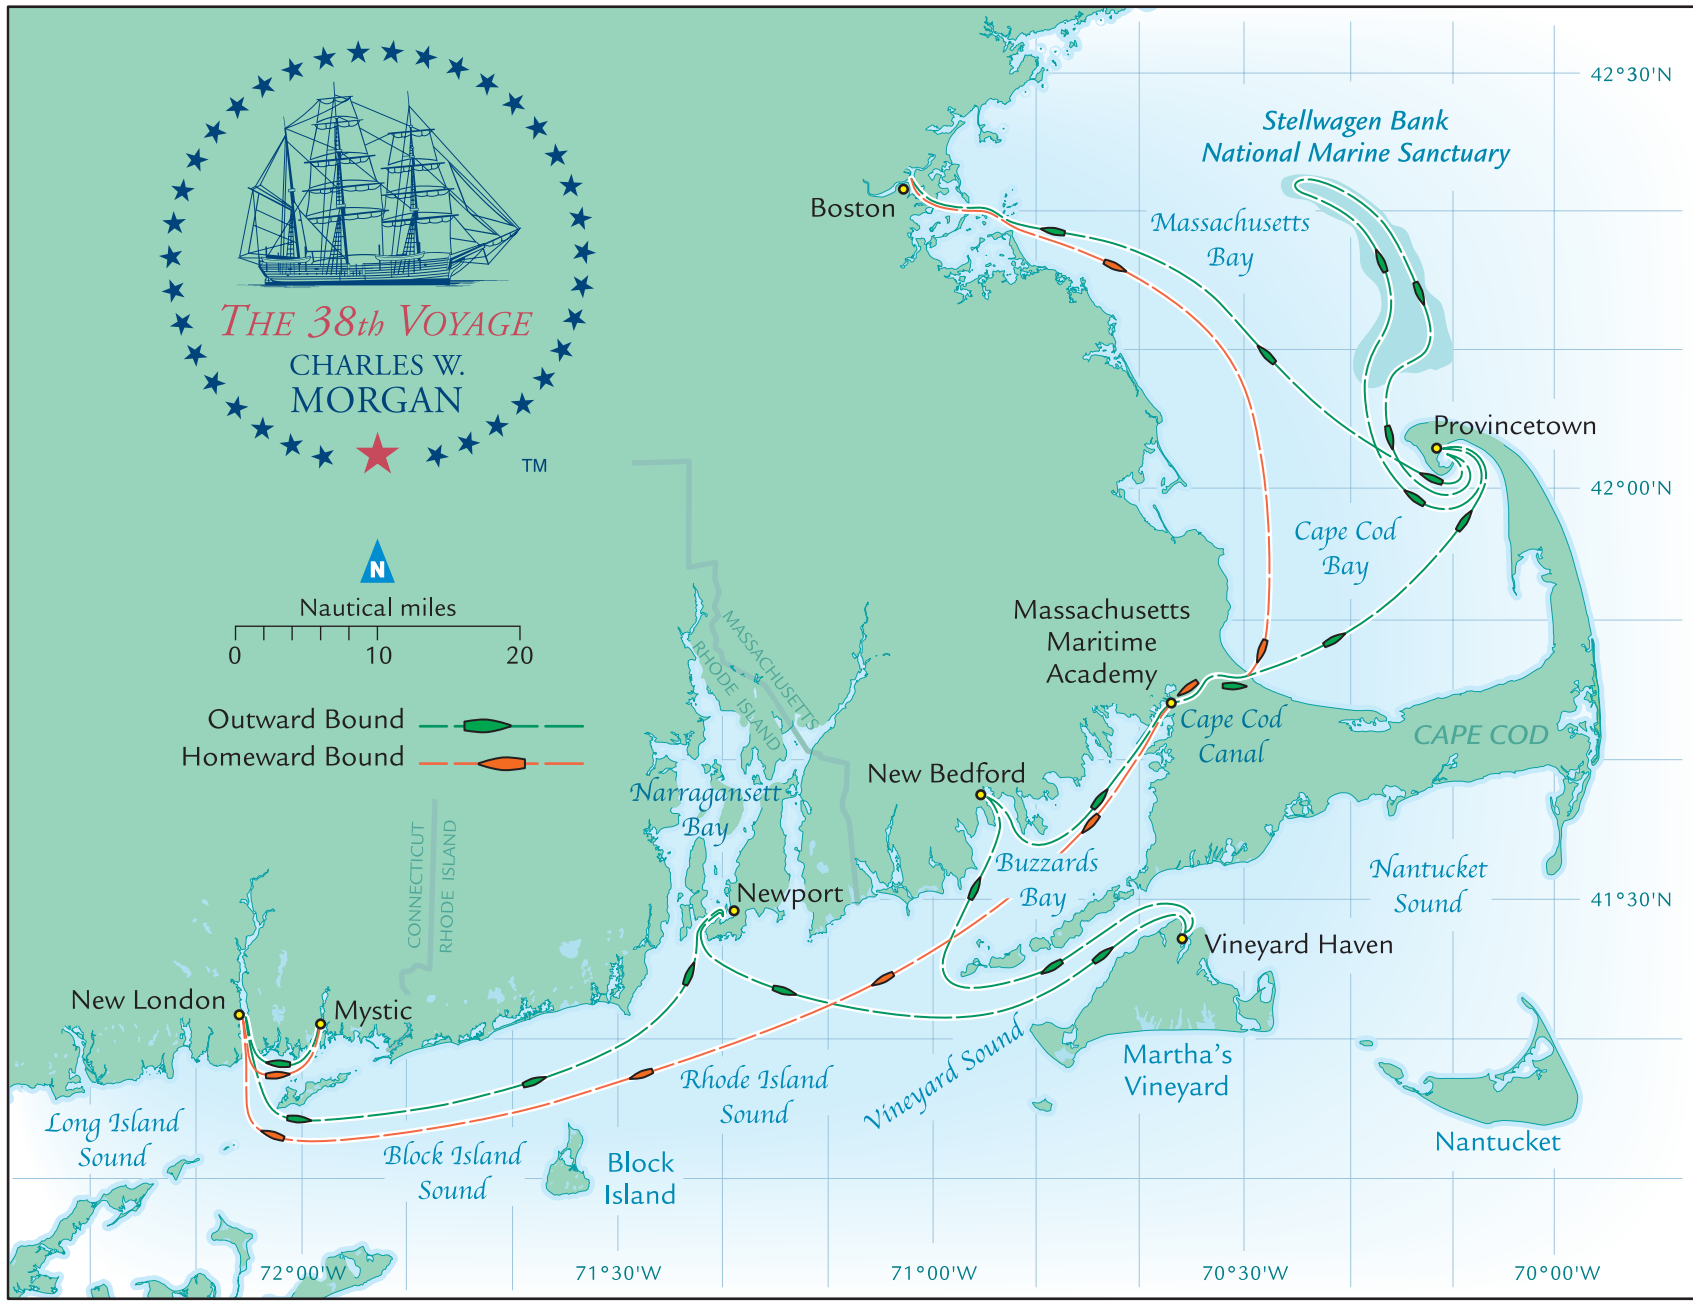 42°30'N
Stellwagen Bank
National Marine Sanctuary
Boston
Massachusetts
Bay
THE 38th VOYAGE
CHARLES W.
MORGAN
TM
Provincetown
42°00'N
Cape Cod
Bay
N
Nautical miles
0 10 20
MASSACHUSETTS
RHODE ISLAND
Massachusetts
Maritime
Academy
Outward Bound
Homeward Bound
Cape Cod
Canal
CAPE COD
New Bedford
Narragansett
Bay
CONNECTICUT
RHODE ISLAND
Buzzards
Bay
Nantucket
Sound
41°30'N
Newport
Vineyard Haven
New London
Mystic
Vineyard Sound
Martha's
Vineyard
Rhode Island
Sound
Long Island
Sound
Block Island
Sound
Block
Island
Nantucket
72°00'W 71°30'W 71°00'W 70°30'W 70°00'W